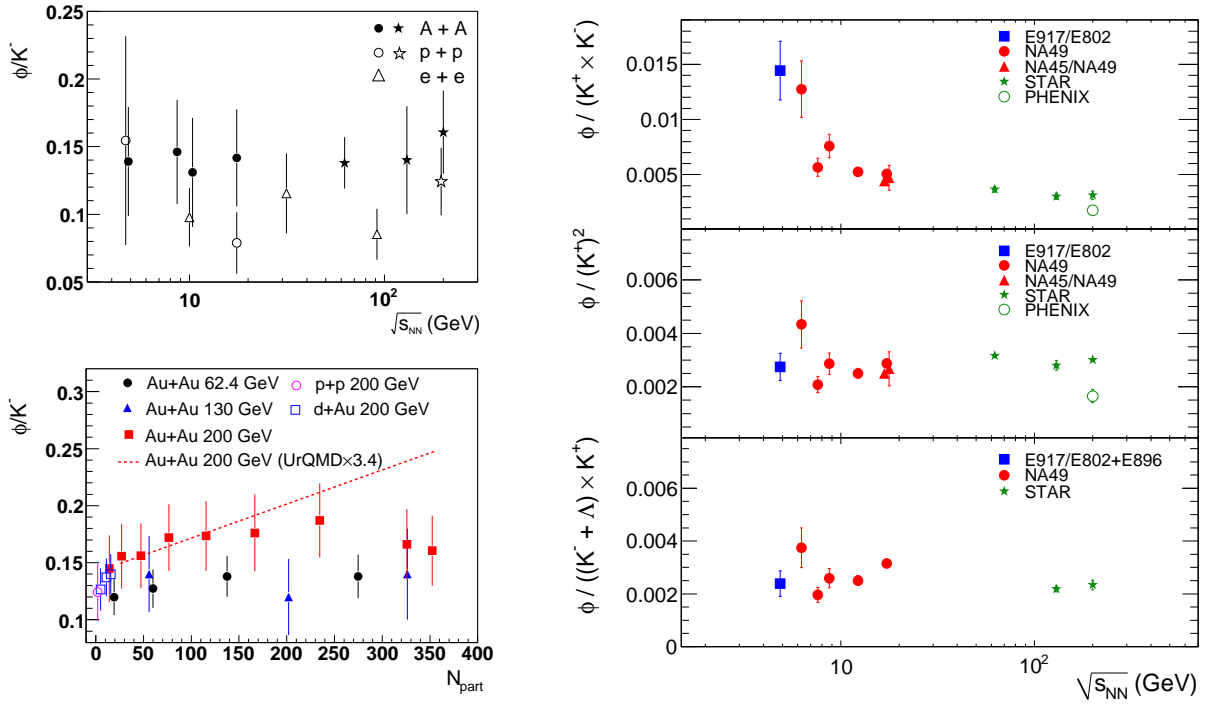 φ/K⁻
0.25
0.2
0.15
0.1
0.05
A + A
p + p
e + e
10
10²
√s_NN (GeV)
φ/K⁻
0.3
0.25
0.2
0.15
0.1
Au+Au 62.4 GeV
p+p 200 GeV
Au+Au 130 GeV
d+Au 200 GeV
Au+Au 200 GeV
Au+Au 200 GeV (UrQMD×3.4)
0 50 100 150 200 250 300 350 400
N_part
φ / (K⁺ × K⁻)
0.015
0.01
0.005
E917/E802
NA49
NA45/NA49
STAR
PHENIX
φ / (K⁺)²
0.006
0.004
0.002
E917/E802
NA49
NA45/NA49
STAR
PHENIX
φ / ((K⁻ + Λ) × K⁺)
0.006
0.004
0.002
0
E917/E802+E896
NA49
STAR
10
10²
√s_NN (GeV)